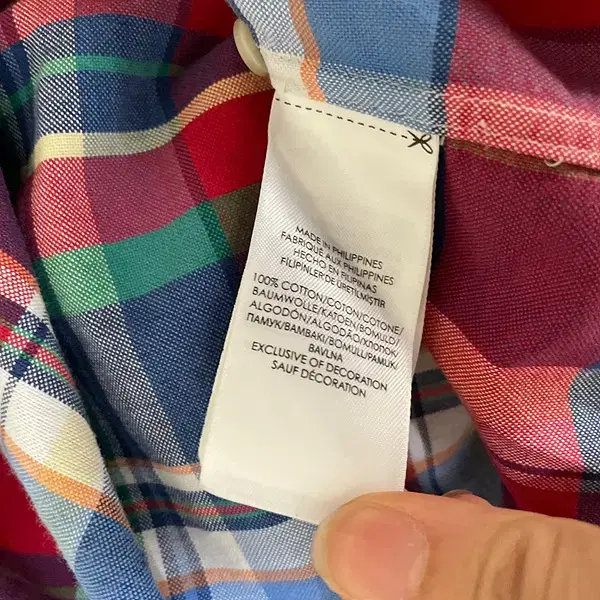 MADE IN PHILIPPINES
FABRIQUÉ AUX PHILIPPINES
HECHO EN FILIPINAS
FİLİPİNLER'DE ÜRETİLMİŞTİR
100% COTTON/COTON/COTONE/
BAUMWOLLE/KATOEN/BOMULD/
ALGODÓN/ALGODÃO/ХЛОПОК/
ПАМУК/BAMBAKI/BOMULL/PAMUK/
BAVLNA
EXCLUSIVE OF DECORATION
SAUF DÉCORATION